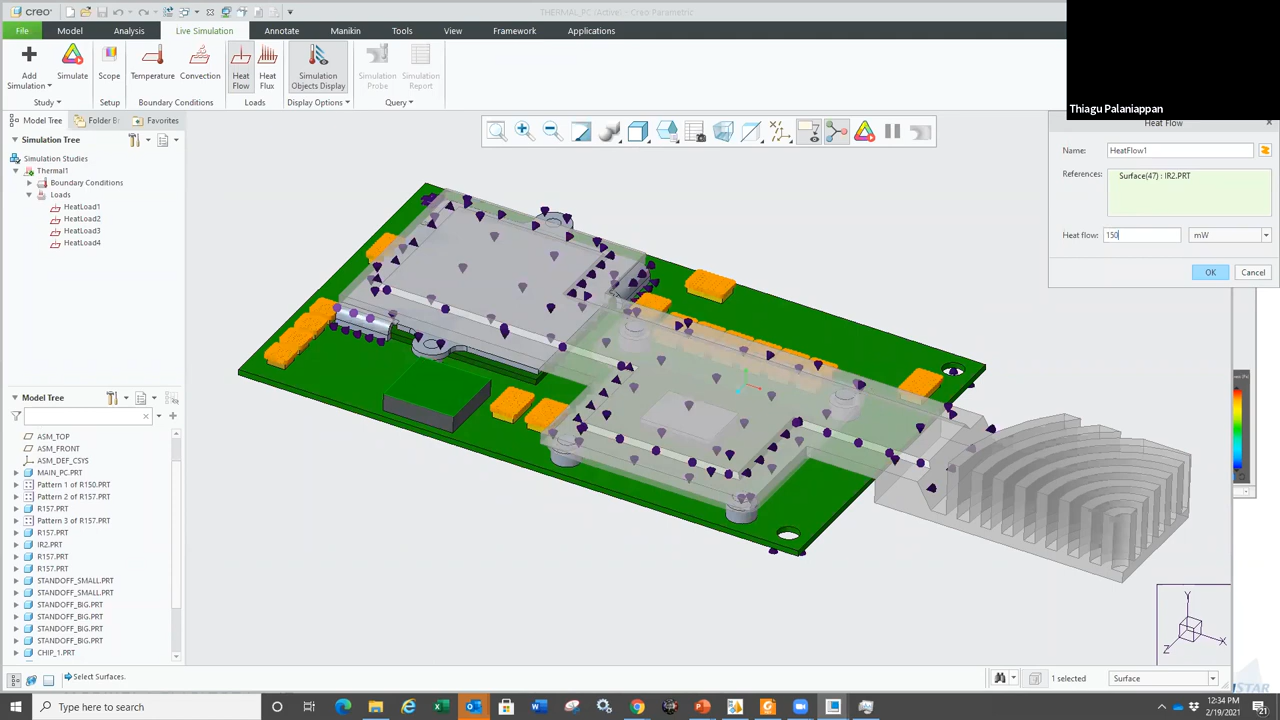 creo
THERMAL_PC (Active) - Creo Parametric
File Model Analysis Live Simulation Annotate Manikin Tools View Framework Applications
Add Simulation
Simulate
Scope
Temperature
Convection
Heat Flow
Heat Flux
Simulation Objects Display
Simulation Probe
Simulation Report
Study Setup Boundary Conditions Loads Display Options Query
Thiagu Palaniappan
Model Tree Folder B Favorites
Simulation Tree
Simulation Studies
Thermal1
Boundary Conditions
Loads
HeatLoad1
HeatLoad2
HeatLoad3
HeatLoad4
Heat Flow
Name: HeatFlow1
References: Surface(47) : IR2.PRT
Heat flow: 150 mW
OK Cancel
Model Tree
ASM_TOP
ASM_FRONT
ASM_DEF_CSYS
MAIN_PC.PRT
Pattern 1 of R150.PRT
Pattern 2 of R157.PRT
R157.PRT
Pattern 3 of R157.PRT
R157.PRT
IR2.PRT
R157.PRT
R157.PRT
STANDOFF_SMALL.PRT
STANDOFF_SMALL.PRT
STANDOFF_BIG.PRT
STANDOFF_BIG.PRT
STANDOFF_BIG.PRT
STANDOFF_BIG.PRT
CHIP_1.PRT
Y
X
Z
Select Surfaces.
1 selected
Surface
STAR
Type here to search
12:34 PM
2/19/2021